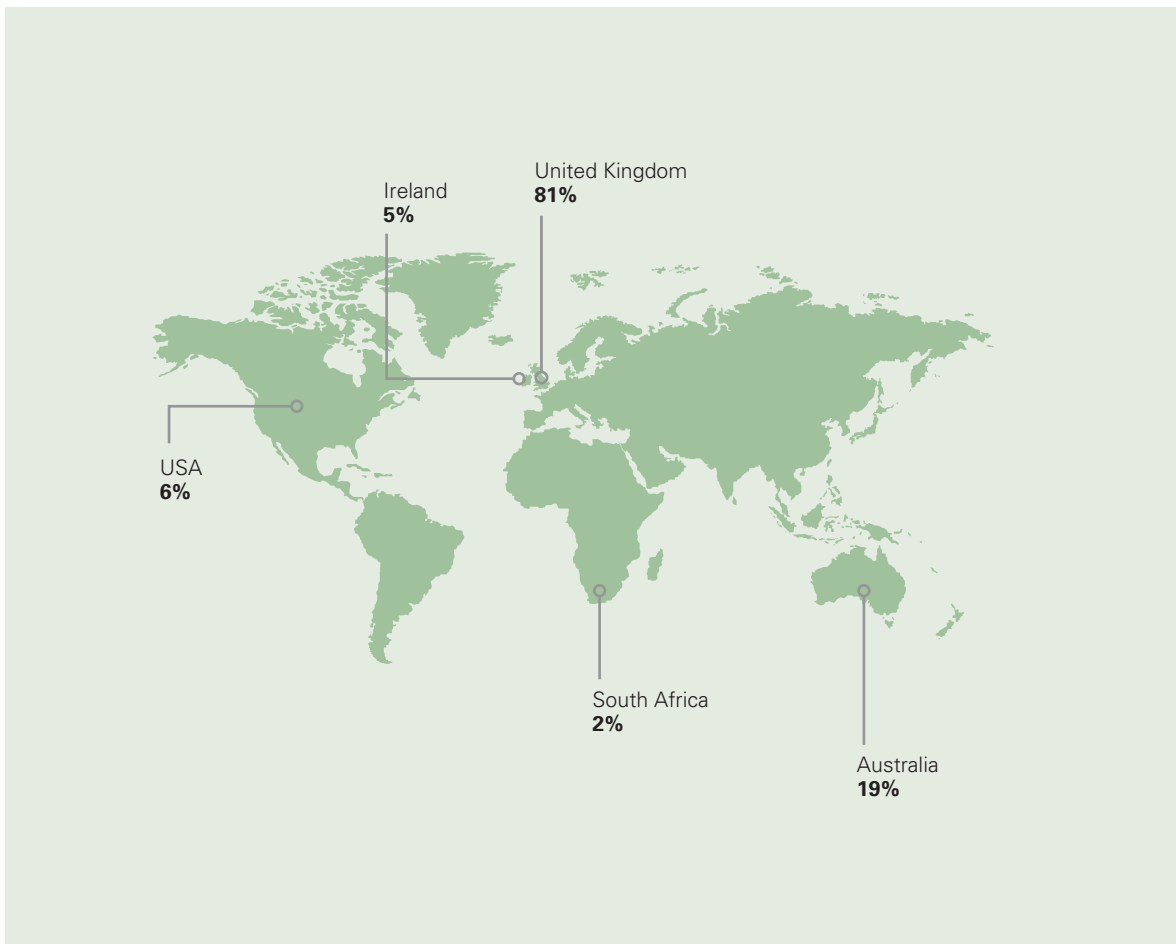 United Kingdom
81%
Ireland
5%
USA
6%
South Africa
2%
Australia
19%